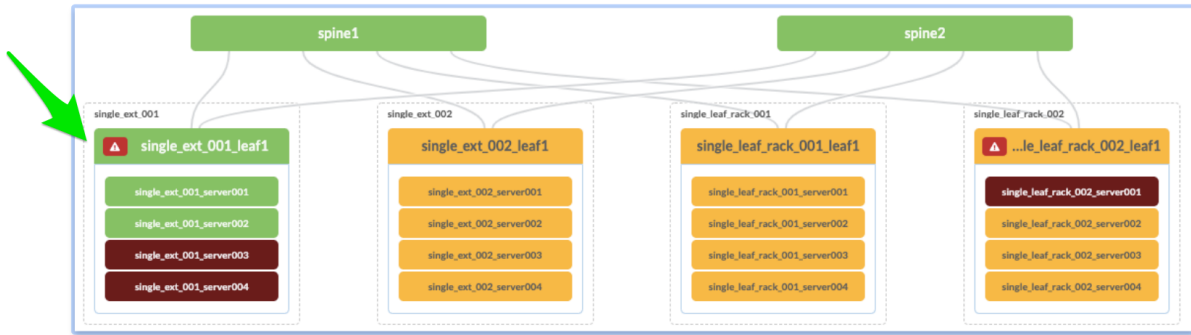 spine1
spine2
single_ext_001
single_ext_002
single_leaf_rack_001
single_leaf_rack_002
single_ext_001_leaf1
single_ext_002_leaf1
single_leaf_rack_001_leaf1
...le_leaf_rack_002_leaf1
single_ext_001_server001
single_ext_002_server001
single_leaf_rack_001_server001
single_leaf_rack_002_server001
single_ext_001_server002
single_ext_002_server002
single_leaf_rack_001_server002
single_leaf_rack_002_server002
single_ext_001_server003
single_ext_002_server003
single_leaf_rack_001_server003
single_leaf_rack_002_server003
single_ext_001_server004
single_ext_002_server004
single_leaf_rack_001_server004
single_leaf_rack_002_server004